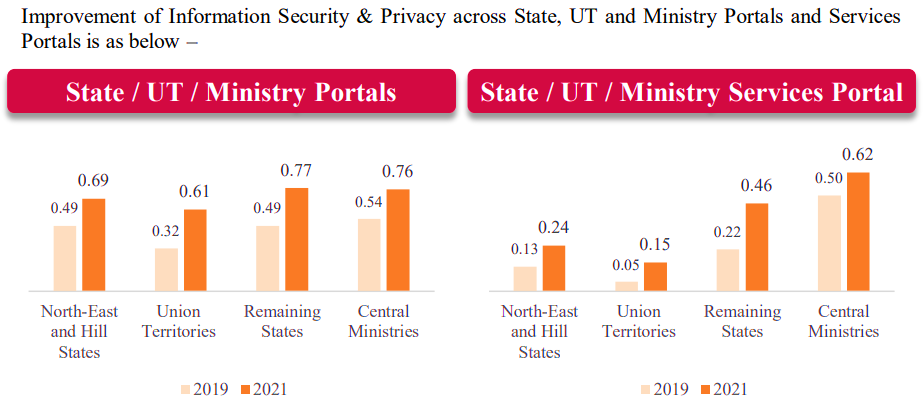 Improvement of Information Security & Privacy across State, UT and Ministry Portals and Services
Portals is as below –
State / UT / Ministry Portals
0.49
0.69
0.32
0.61
0.49
0.77
0.54
0.76
North-East
and Hill
States
Union
Territories
Remaining
States
Central
Ministries
2019 2021
State / UT / Ministry Services Portal
0.13
0.24
0.05
0.15
0.22
0.46
0.50
0.62
North-East
and Hill
States
Union
Territories
Remaining
States
Central
Ministries
2019 2021